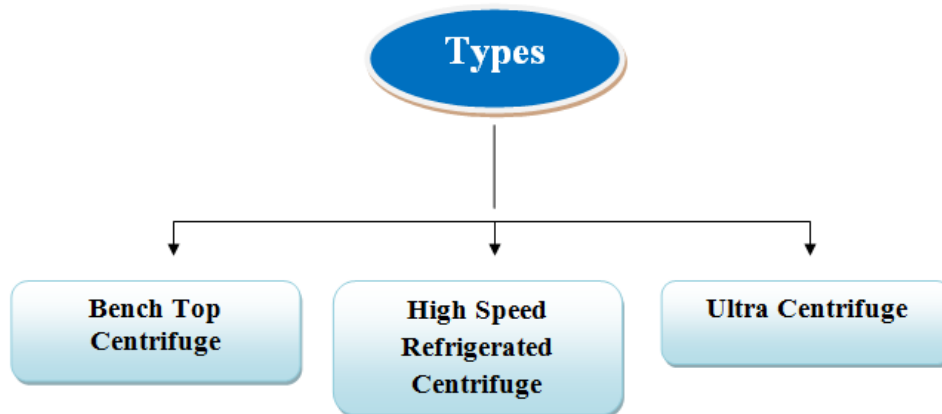 Types
Bench Top
Centrifuge
High Speed
Refrigerated
Centrifuge
Ultra Centrifuge